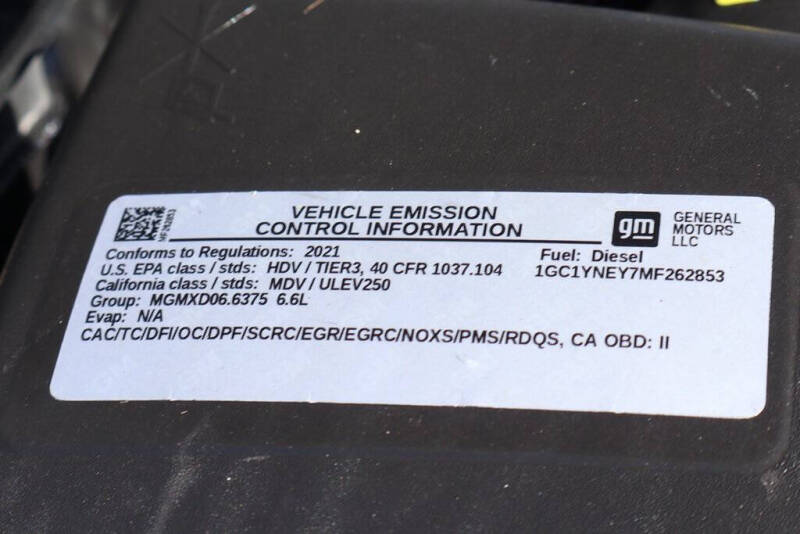 VEHICLE EMISSION
CONTROL INFORMATION
gm
GENERAL
MOTORS
LLC
MF262853
Conforms to Regulations: 2021
Fuel: Diesel
U.S. EPA class / stds: HDV / TIER3, 40 CFR 1037.104
1GC1YNEY7MF262853
California class / stds: MDV / ULEV250
Group: MGMXD06.6375 6.6L
Evap: N/A
CAC/TC/DFI/OC/DPF/SCRC/EGR/EGRC/NOXS/PMS/RDQS, CA OBD: II